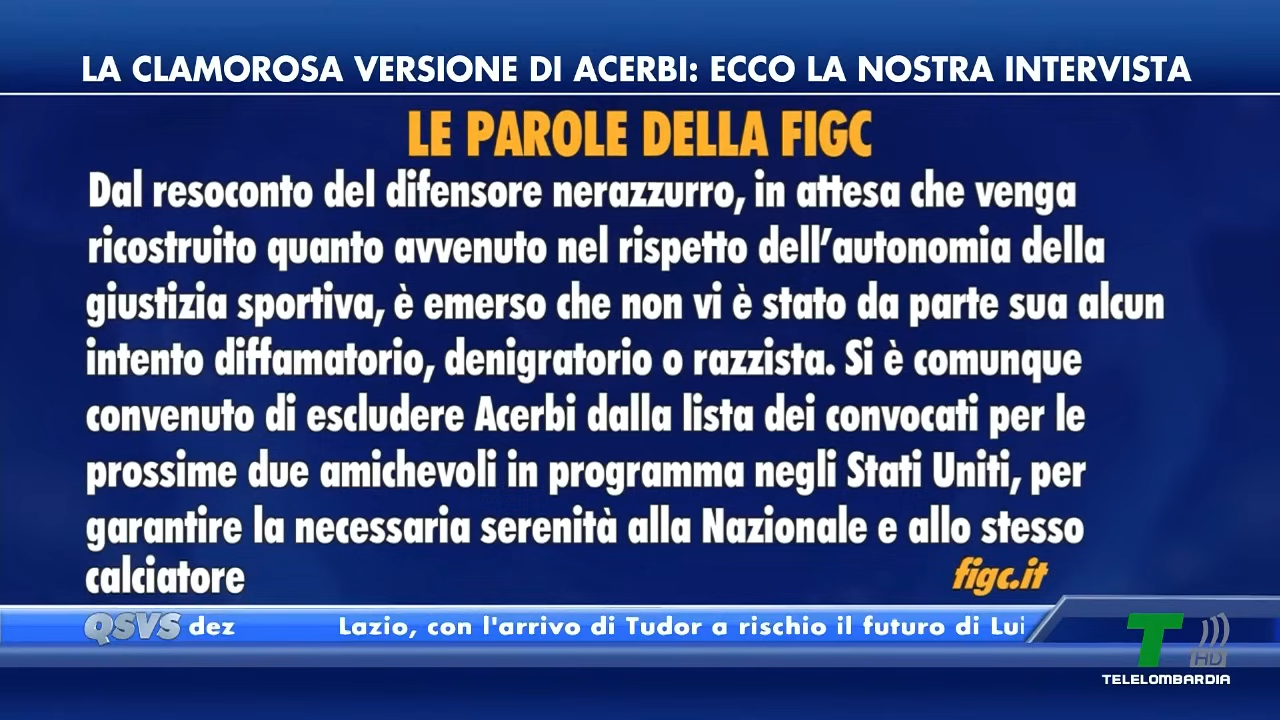 LA CLAMOROSA VERSIONE DI ACERBI: ECCO LA NOSTRA INTERVISTA
LE PAROLE DELLA FIGC
Dal resoconto del difensore nerazzurro, in attesa che venga
ricostruito quanto avvenuto nel rispetto dell'autonomia della
giustizia sportiva, è emerso che non vi è stato da parte sua alcun
intento diffamatorio, denigratorio o razzista. Si è comunque
convenuto di escludere Acerbi dalla lista dei convocati per le
prossime due amichevoli in programma negli Stati Uniti, per
garantire la necessaria serenità alla Nazionale e allo stesso
calciatore
figc.it
QSVS dez Lazio, con l'arrivo di Tudor a rischio il futuro di Lui
T HD
TELELOMBARDIA